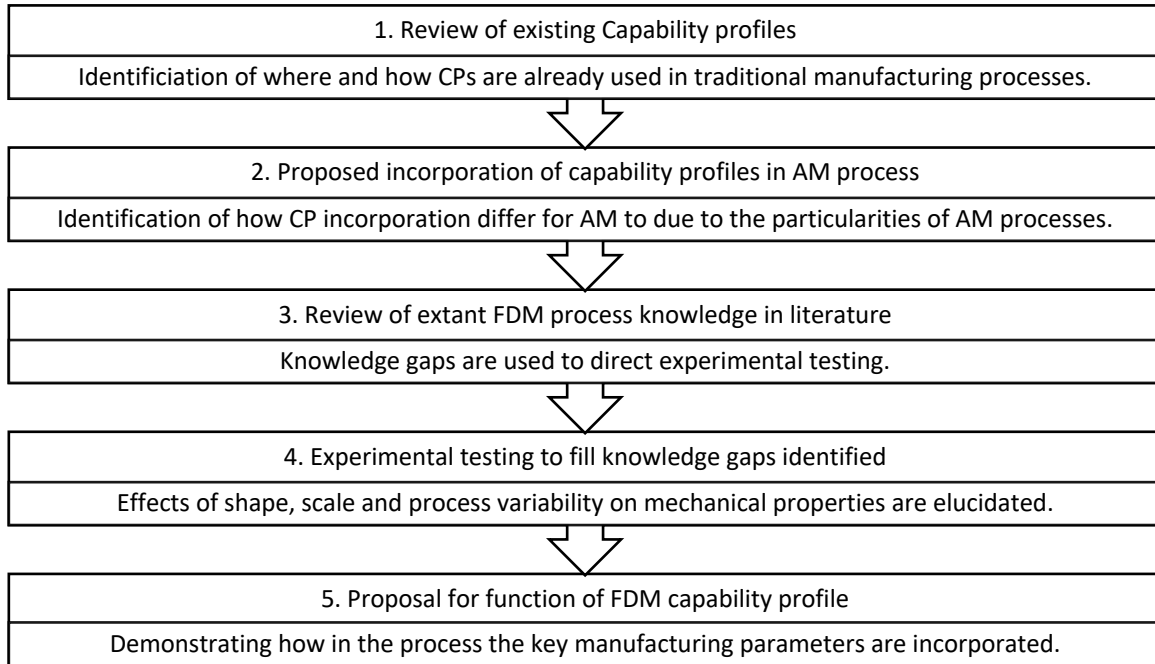 1. Review of existing Capability profiles
Identificiation of where and how CPs are already used in traditional manufacturing processes.
2. Proposed incorporation of capability profiles in AM process
Identification of how CP incorporation differ for AM to due to the particularities of AM processes.
3. Review of extant FDM process knowledge in literature
Knowledge gaps are used to direct experimental testing.
4. Experimental testing to fill knowledge gaps identified
Effects of shape, scale and process variability on mechanical properties are elucidated.
5. Proposal for function of FDM capability profile
Demonstrating how in the process the key manufacturing parameters are incorporated.